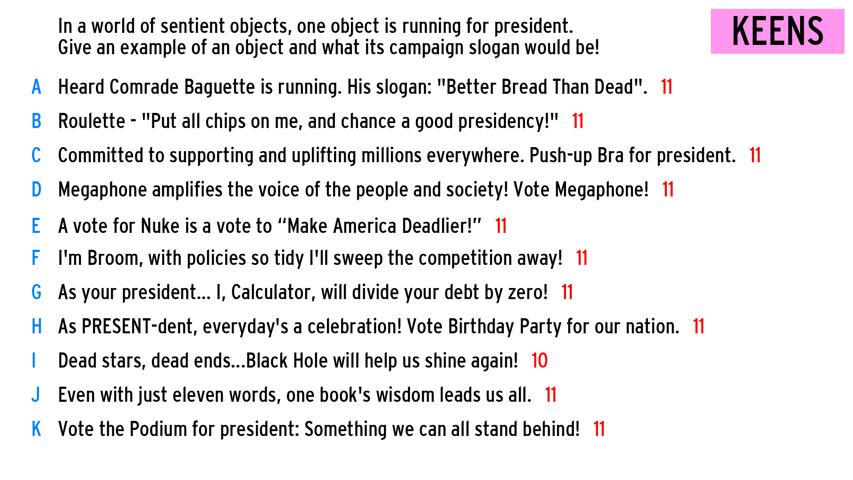 In a world of sentient objects, one object is running for president.
Give an example of an object and what its campaign slogan would be!
KEENS
A Heard Comrade Baguette is running. His slogan: "Better Bread Than Dead". 11
B Roulette - "Put all chips on me, and chance a good presidency!" 11
C Committed to supporting and uplifting millions everywhere. Push-up Bra for president. 11
D Megaphone amplifies the voice of the people and society! Vote Megaphone! 11
E A vote for Nuke is a vote to “Make America Deadlier!” 11
F I'm Broom, with policies so tidy I'll sweep the competition away! 11
G As your president... I, Calculator, will divide your debt by zero! 11
H As PRESENT-dent, everyday's a celebration! Vote Birthday Party for our nation. 11
I Dead stars, dead ends...Black Hole will help us shine again! 10
J Even with just eleven words, one book's wisdom leads us all. 11
K Vote the Podium for president: Something we can all stand behind! 11